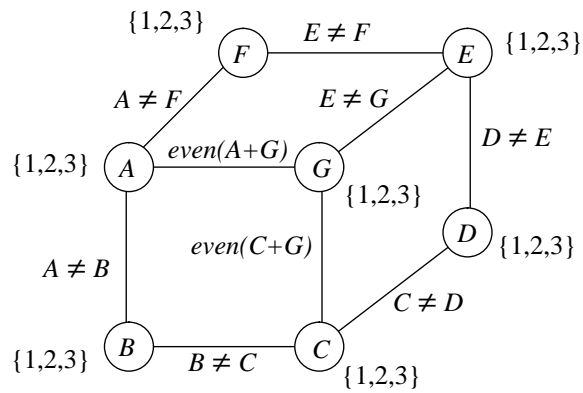 {1,2,3}
F
E ≠ F
E
{1,2,3}
A ≠ F
E ≠ G
{1,2,3}
A
even(A+G)
G
{1,2,3}
D ≠ E
D
{1,2,3}
even(C+G)
A ≠ B
C ≠ D
{1,2,3}
B
B ≠ C
C
{1,2,3}